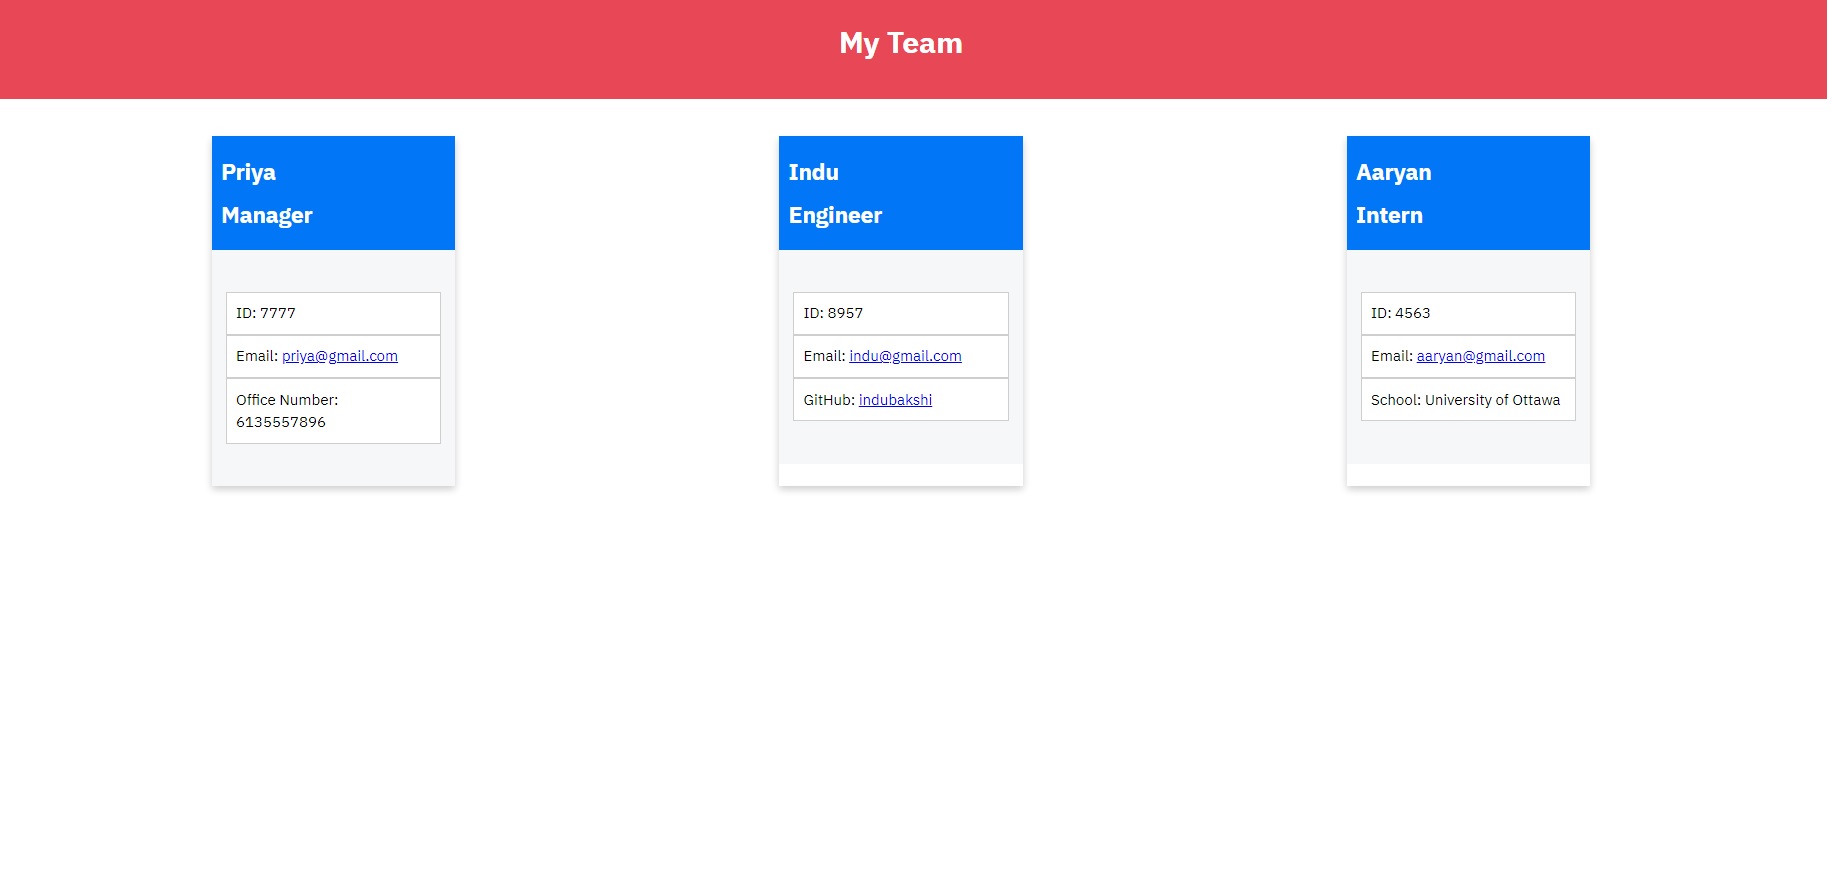 My Team
Priya
Manager
ID: 7777
Email: priya@gmail.com
Office Number:
6135557896
Indu
Engineer
ID: 8957
Email: indu@gmail.com
GitHub: indubakshi
Aaryan
Intern
ID: 4563
Email: aaryan@gmail.com
School: University of Ottawa